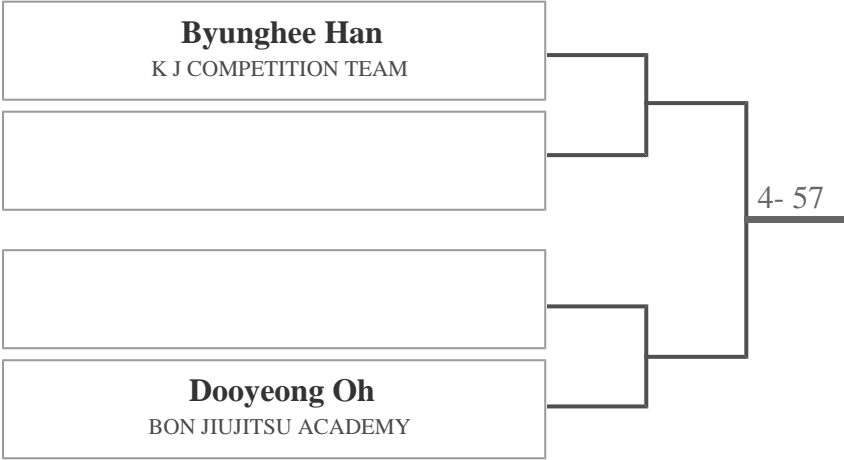 Byunghee Han
K J COMPETITION TEAM
4- 57
Dooyeong Oh
BON JIUJITSU ACADEMY